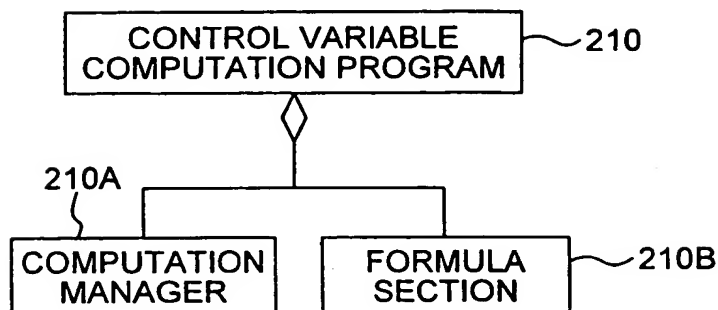 CONTROL VARIABLE
COMPUTATION PROGRAM
210
210A
COMPUTATION
MANAGER
FORMULA
SECTION
210B